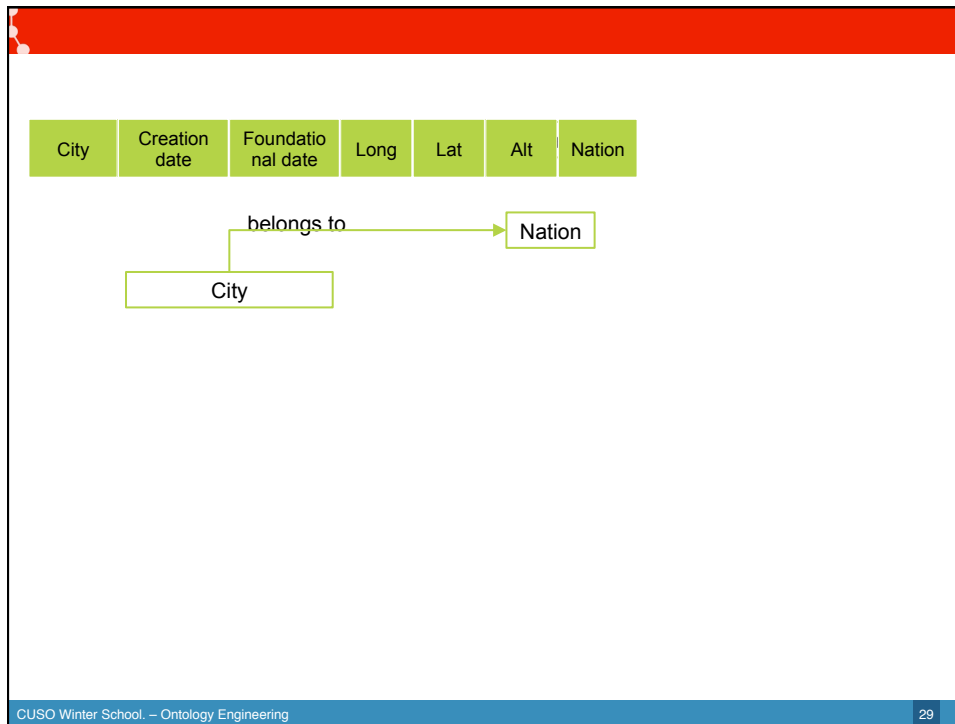 City
Creation date
Foundatio
nal date
Long
Lat
Alt
Nation
belongs to
Nation
City
CUSO Winter School. – Ontology Engineering
29